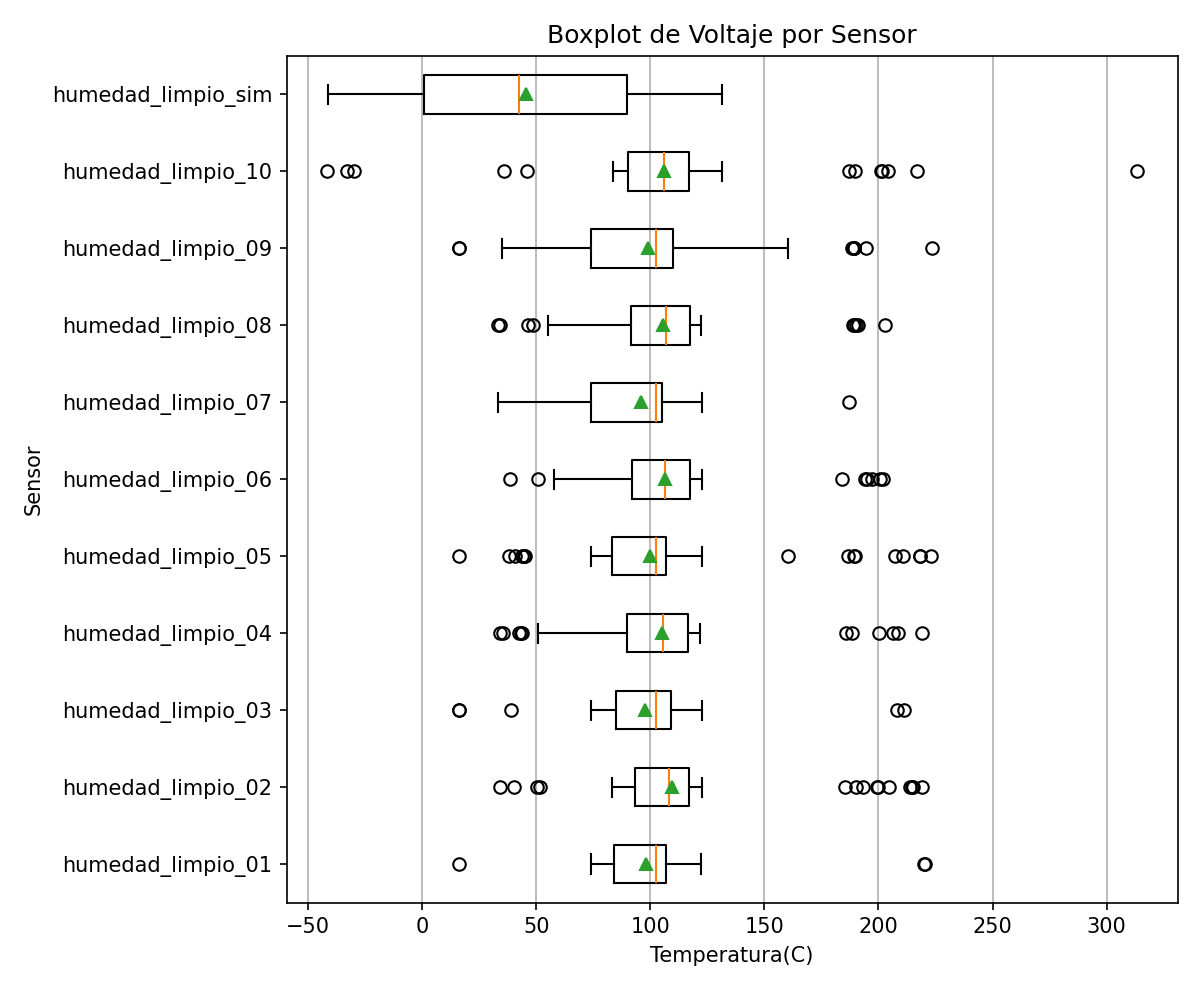 Boxplot de Voltaje por Sensor
humedad_limpio_sim
humedad_limpio_10
humedad_limpio_09
humedad_limpio_08
humedad_limpio_07
humedad_limpio_06
humedad_limpio_05
humedad_limpio_04
humedad_limpio_03
humedad_limpio_02
humedad_limpio_01
Sensor
−50 0 50 100 150 200 250 300
Temperatura(C)